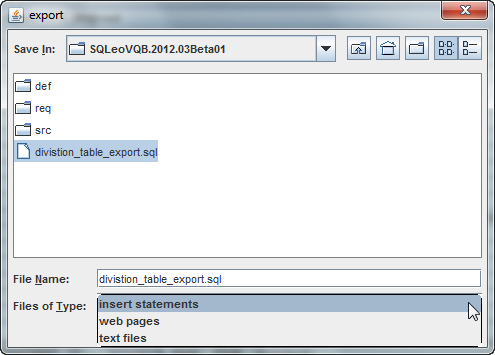 export
Save In: SQLeoVQB.2012.03Beta01
def
req
src
divistion_table_export.sql
File Name: divistion_table_export.sql
Files of Type: insert statements
web pages
text files